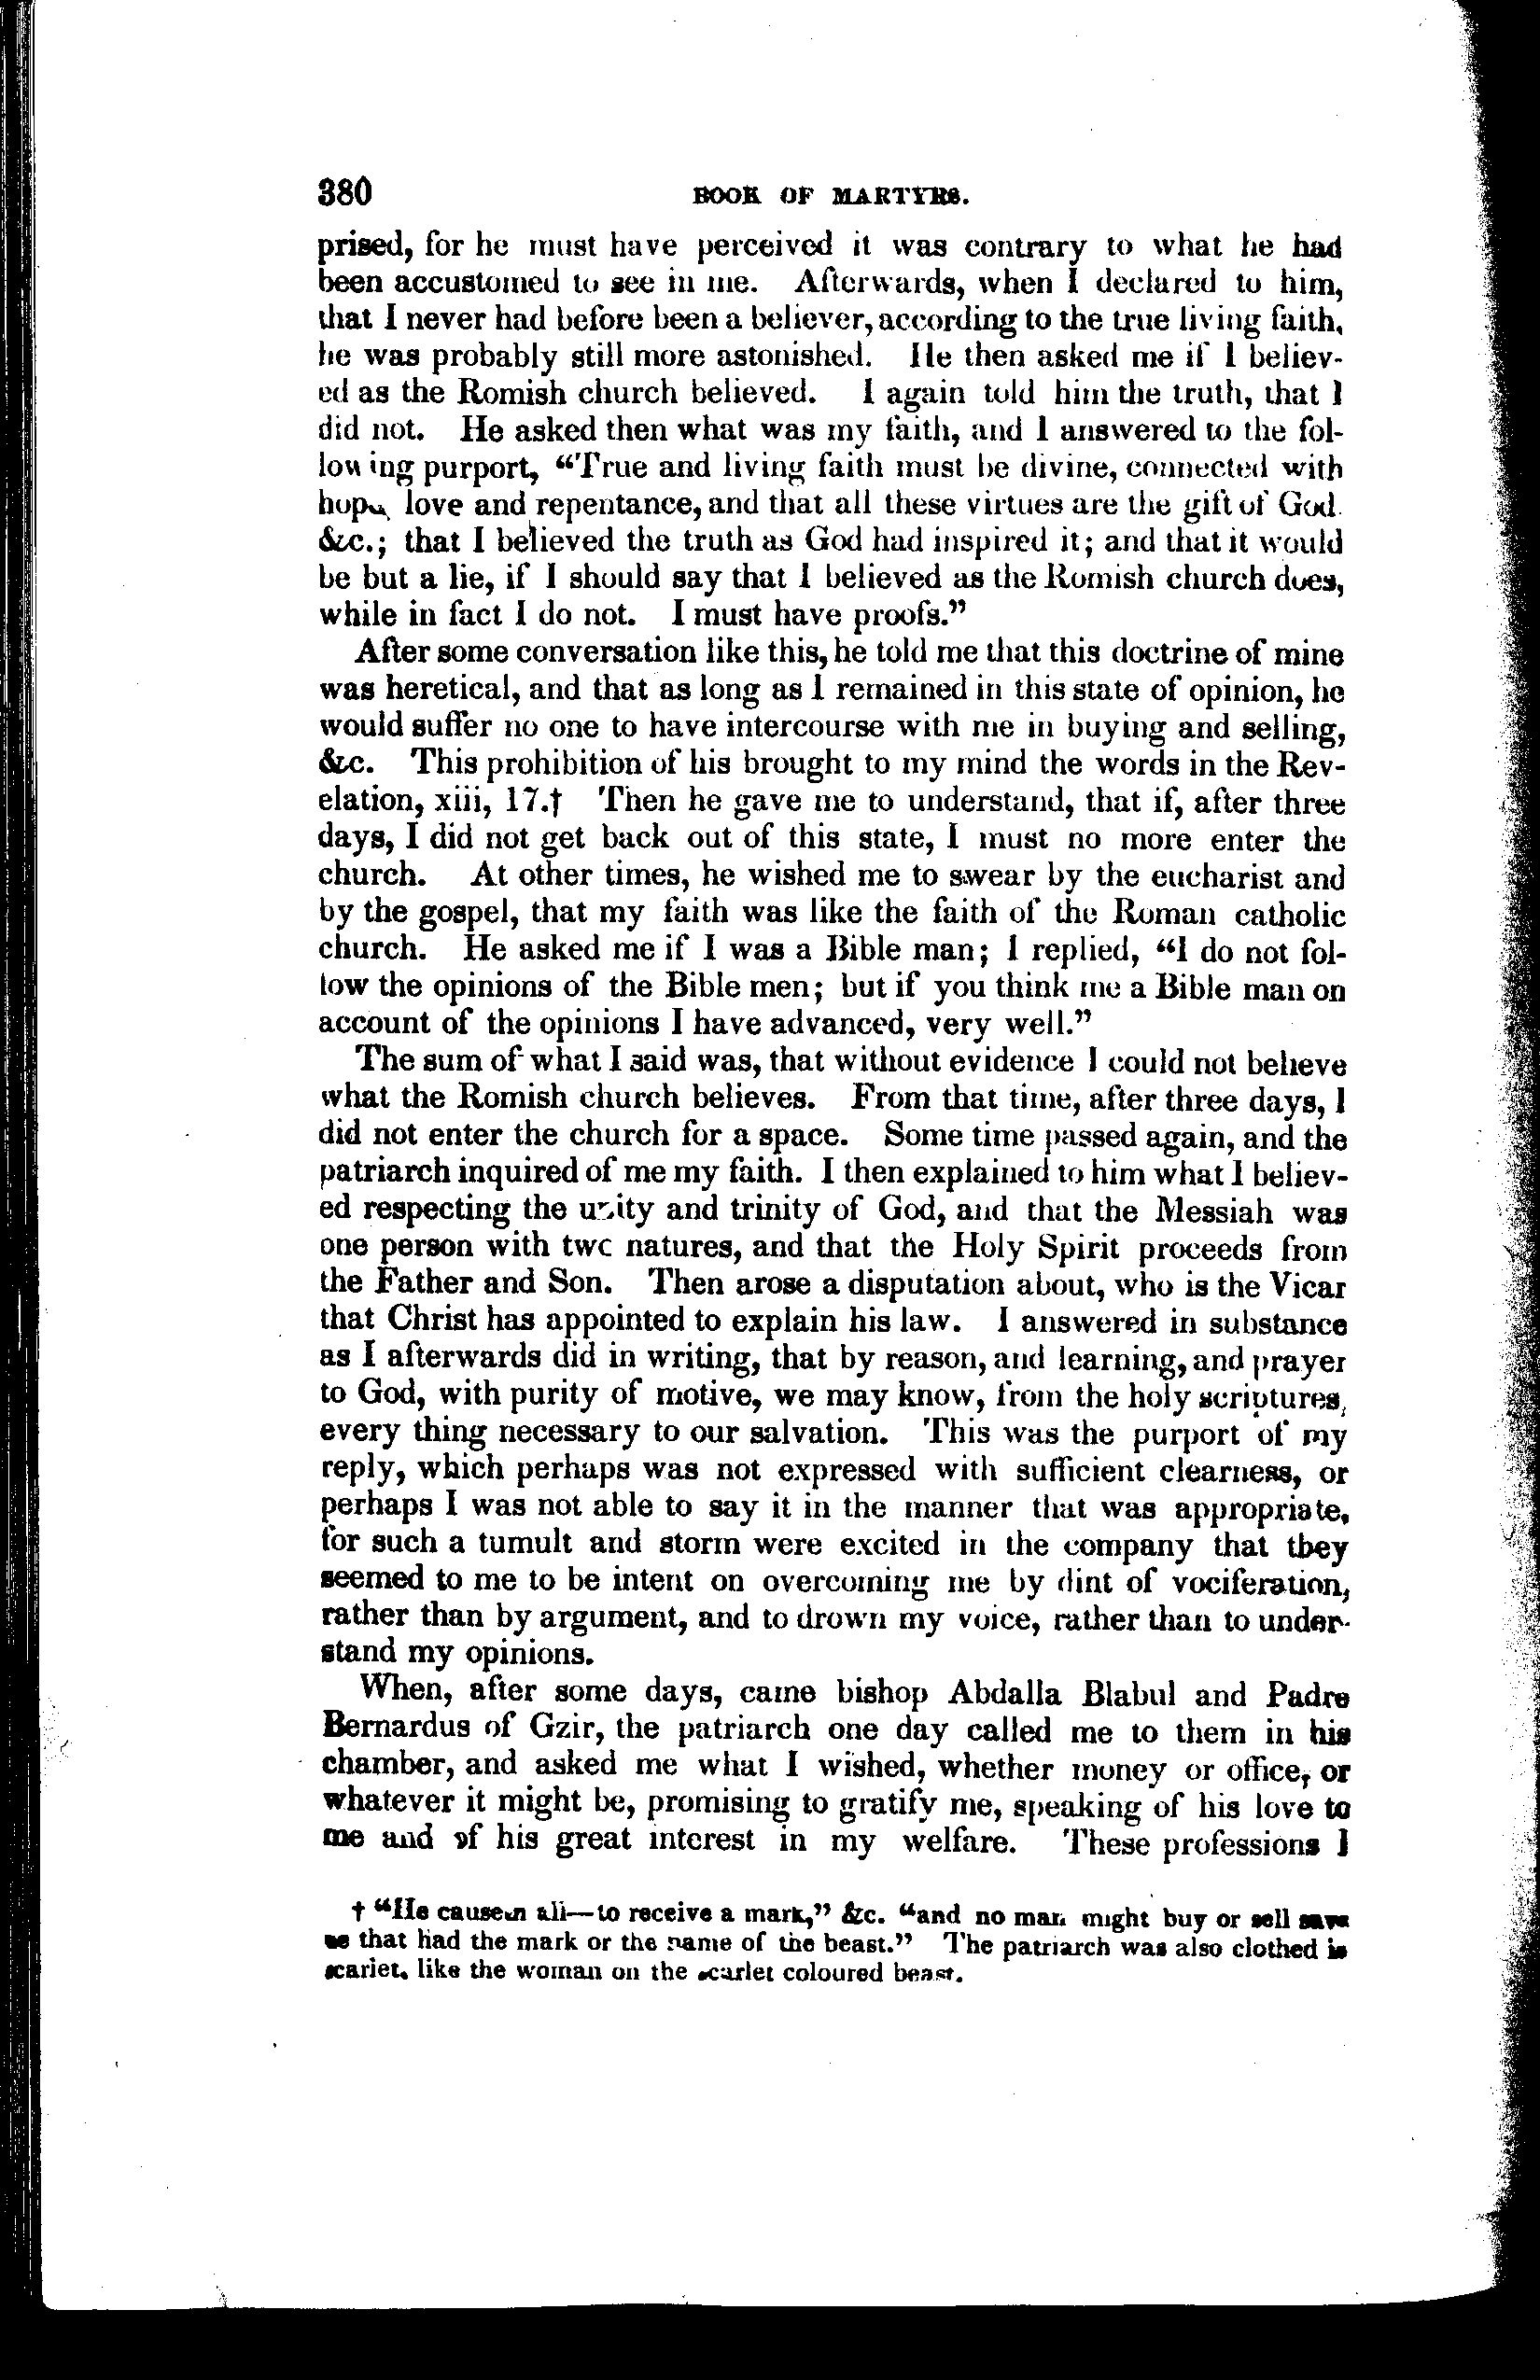 380 BOOK OF MARTYRS.
prised, for he must have perceived it was contrary to what he had
been accustomed to see in me. Afterwards, when I declared to him,
that I never had before been a believer, according to the true living faith,
he was probably still more astonished. He then asked me if I believ-
ed as the Romish church believed. I again told him the truth, that I
did not. He asked then what was my faith, and I answered to the fol-
lowing purport, “True and living faith must be divine, connected with
hope, love and repentance, and that all these virtues are the gift of God.
&c.; that I believed the truth as God had inspired it; and that it would
be but a lie, if I should say that I believed as the Romish church does,
while in fact I do not. I must have proofs.”
After some conversation like this, he told me that this doctrine of mine
was heretical, and that as long as I remained in this state of opinion, he
would suffer no one to have intercourse with me in buying and selling,
&c. This prohibition of his brought to my mind the words in the Rev-
elation, xiii, 17.† Then he gave me to understand, that if, after three
days, I did not get back out of this state, I must no more enter the
church. At other times, he wished me to swear by the eucharist and
by the gospel, that my faith was like the faith of the Roman catholic
church. He asked me if I was a Bible man; I replied, “I do not fol-
low the opinions of the Bible men; but if you think me a Bible man on
account of the opinions I have advanced, very well.”
The sum of what I said was, that without evidence I could not believe
what the Romish church believes. From that time, after three days, I
did not enter the church for a space. Some time passed again, and the
patriarch inquired of me my faith. I then explained to him what I believ-
ed respecting the unity and trinity of God, and that the Messiah was
one person with two natures, and that the Holy Spirit proceeds from
the Father and Son. Then arose a disputation about, who is the Vicar
that Christ has appointed to explain his law. I answered in substance
as I afterwards did in writing, that by reason, and learning, and prayer
to God, with purity of motive, we may know, from the holy scriptures,
every thing necessary to our salvation. This was the purport of my
reply, which perhaps was not expressed with sufficient clearness, or
perhaps I was not able to say it in the manner that was appropriate,
for such a tumult and storm were excited in the company that they
seemed to me to be intent on overcoming me by dint of vociferation,
rather than by argument, and to drown my voice, rather than to under-
stand my opinions.
When, after some days, came bishop Abdalla Blabul and Padre
Bernardus of Gzir, the patriarch one day called me to them in his
chamber, and asked me what I wished, whether money or office, or
whatever it might be, promising to gratify me, speaking of his love to
me and of his great interest in my welfare. These professions I
† “He causeth all—to receive a mark,” &c. “and no man might buy or sell save
he that had the mark or the name of the beast.” The patriarch was also clothed in
scarlet, like the woman on the scarlet coloured beast.